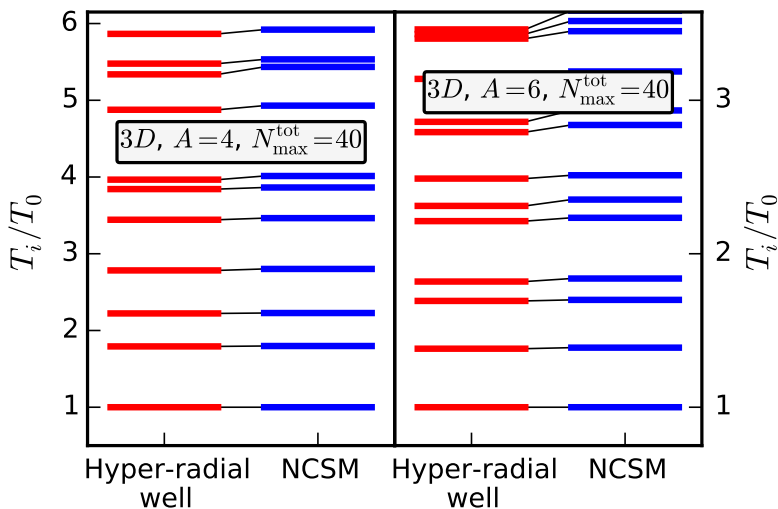 6
5
4
3
2
1
T_i/T_0
3D, A=4, N_max^tot=40
3D, A=6, N_max^tot=40
3
2
1
T_i/T_0
Hyper-radial
well
NCSM
Hyper-radial
well
NCSM